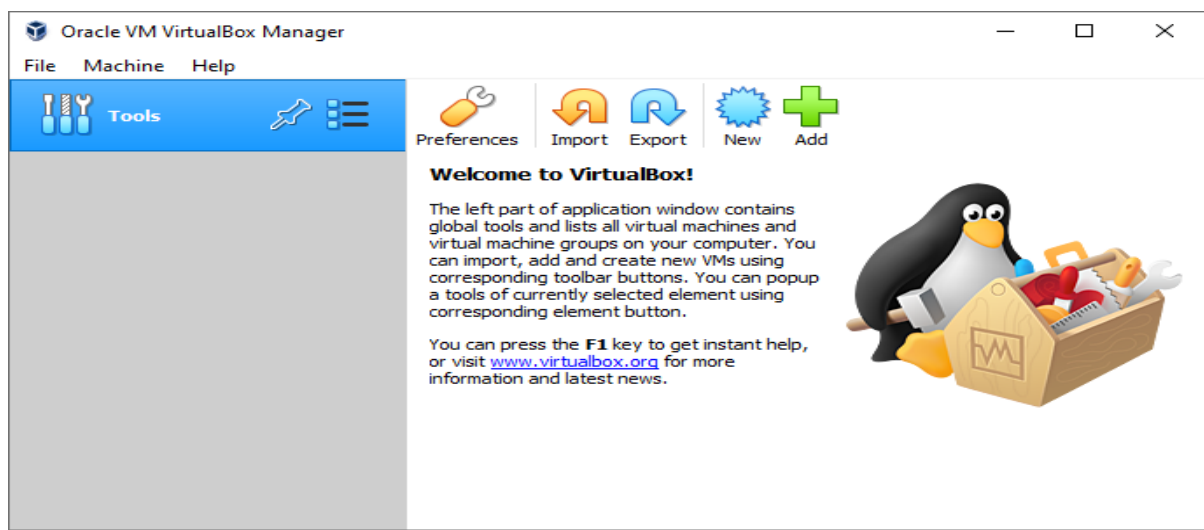 Oracle VM VirtualBox Manager
File Machine Help
Tools
Preferences Import Export New Add
Welcome to VirtualBox!
The left part of application window contains
global tools and lists all virtual machines and
virtual machine groups on your computer. You
can import, add and create new VMs using
corresponding toolbar buttons. You can popup
a tools of currently selected element using
corresponding element button.
You can press the F1 key to get instant help,
or visit www.virtualbox.org for more
information and latest news.